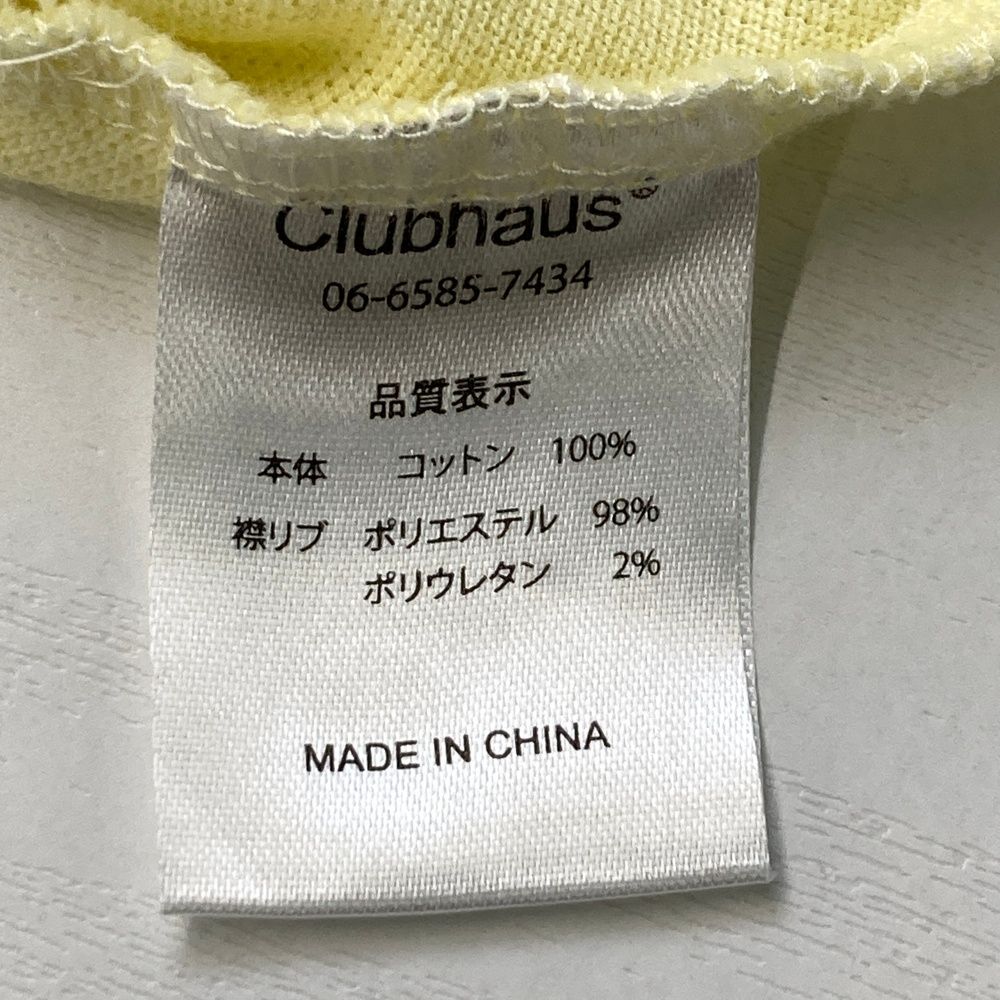 Clubhaus®
06-6585-7434
品質表示
本体 コットン 100%
襟リブ ポリエステル 98%
ポリウレタン 2%
MADE IN CHINA